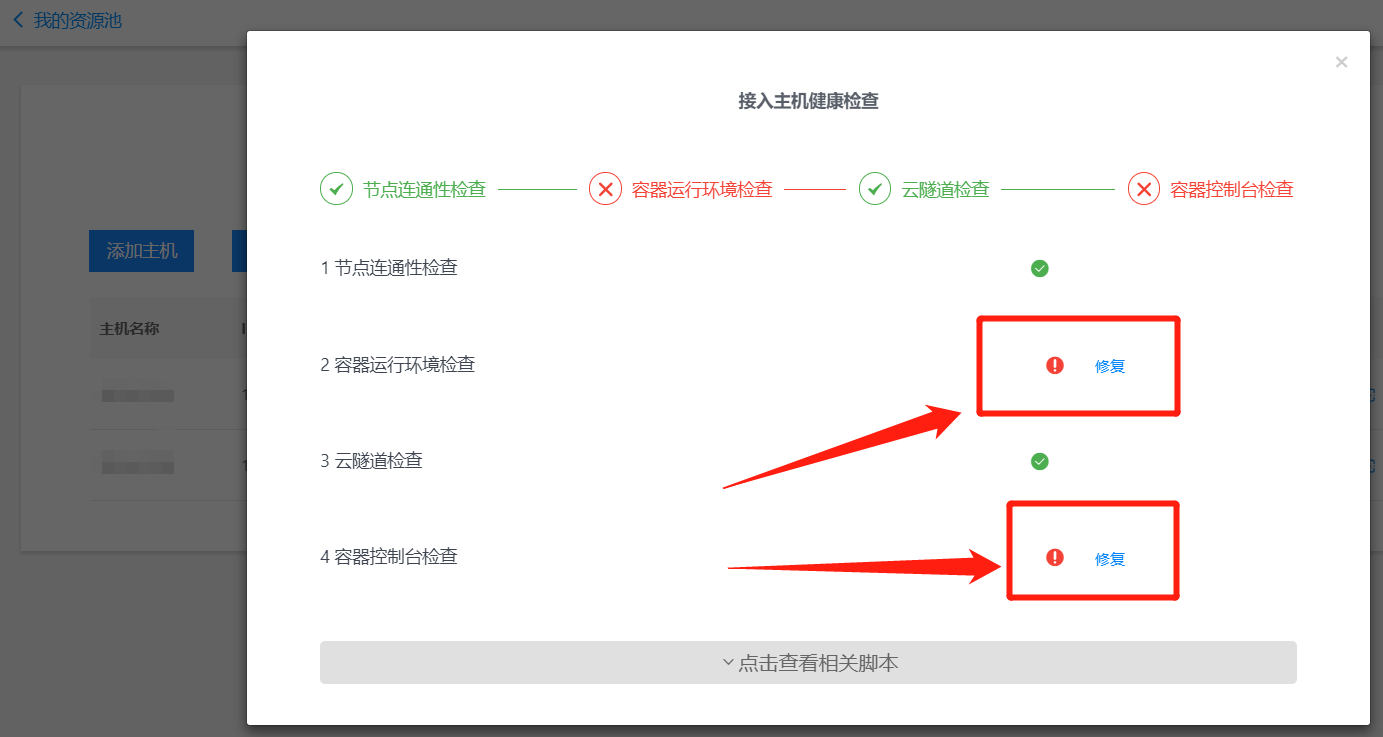 我的资源池
接入主机健康检查
节点连通性检查 容器运行环境检查 云隧道检查 容器控制台检查
添加主机
主机名称
1 节点连通性检查
2 容器运行环境检查 修复
3 云隧道检查
4 容器控制台检查 修复
点击查看相关脚本